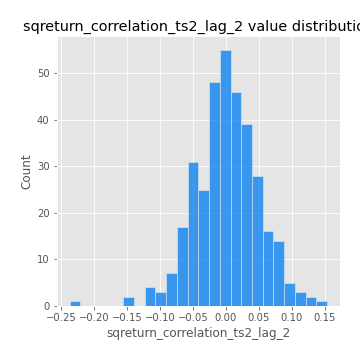 sqreturn_correlation_ts2_lag_2 value distributio
Count
50
40
30
20
10
0
−0.25 −0.20 −0.15 −0.10 −0.05 0.00 0.05 0.10 0.15
sqreturn_correlation_ts2_lag_2